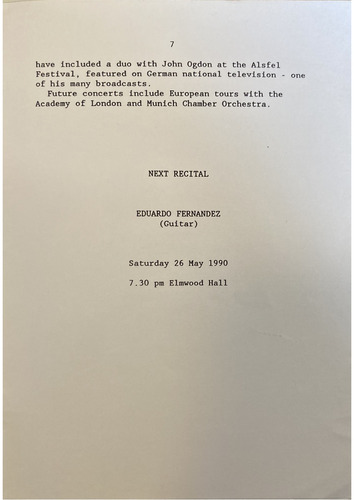 7
have included a duo with John Ogdon at the Alsfel
Festival, featured on German national television - one
of his many broadcasts.
Future concerts include European tours with the
Academy of London and Munich Chamber Orchestra.
NEXT RECITAL
EDUARDO FERNANDEZ
(Guitar)
Saturday 26 May 1990
7.30 pm Elmwood Hall